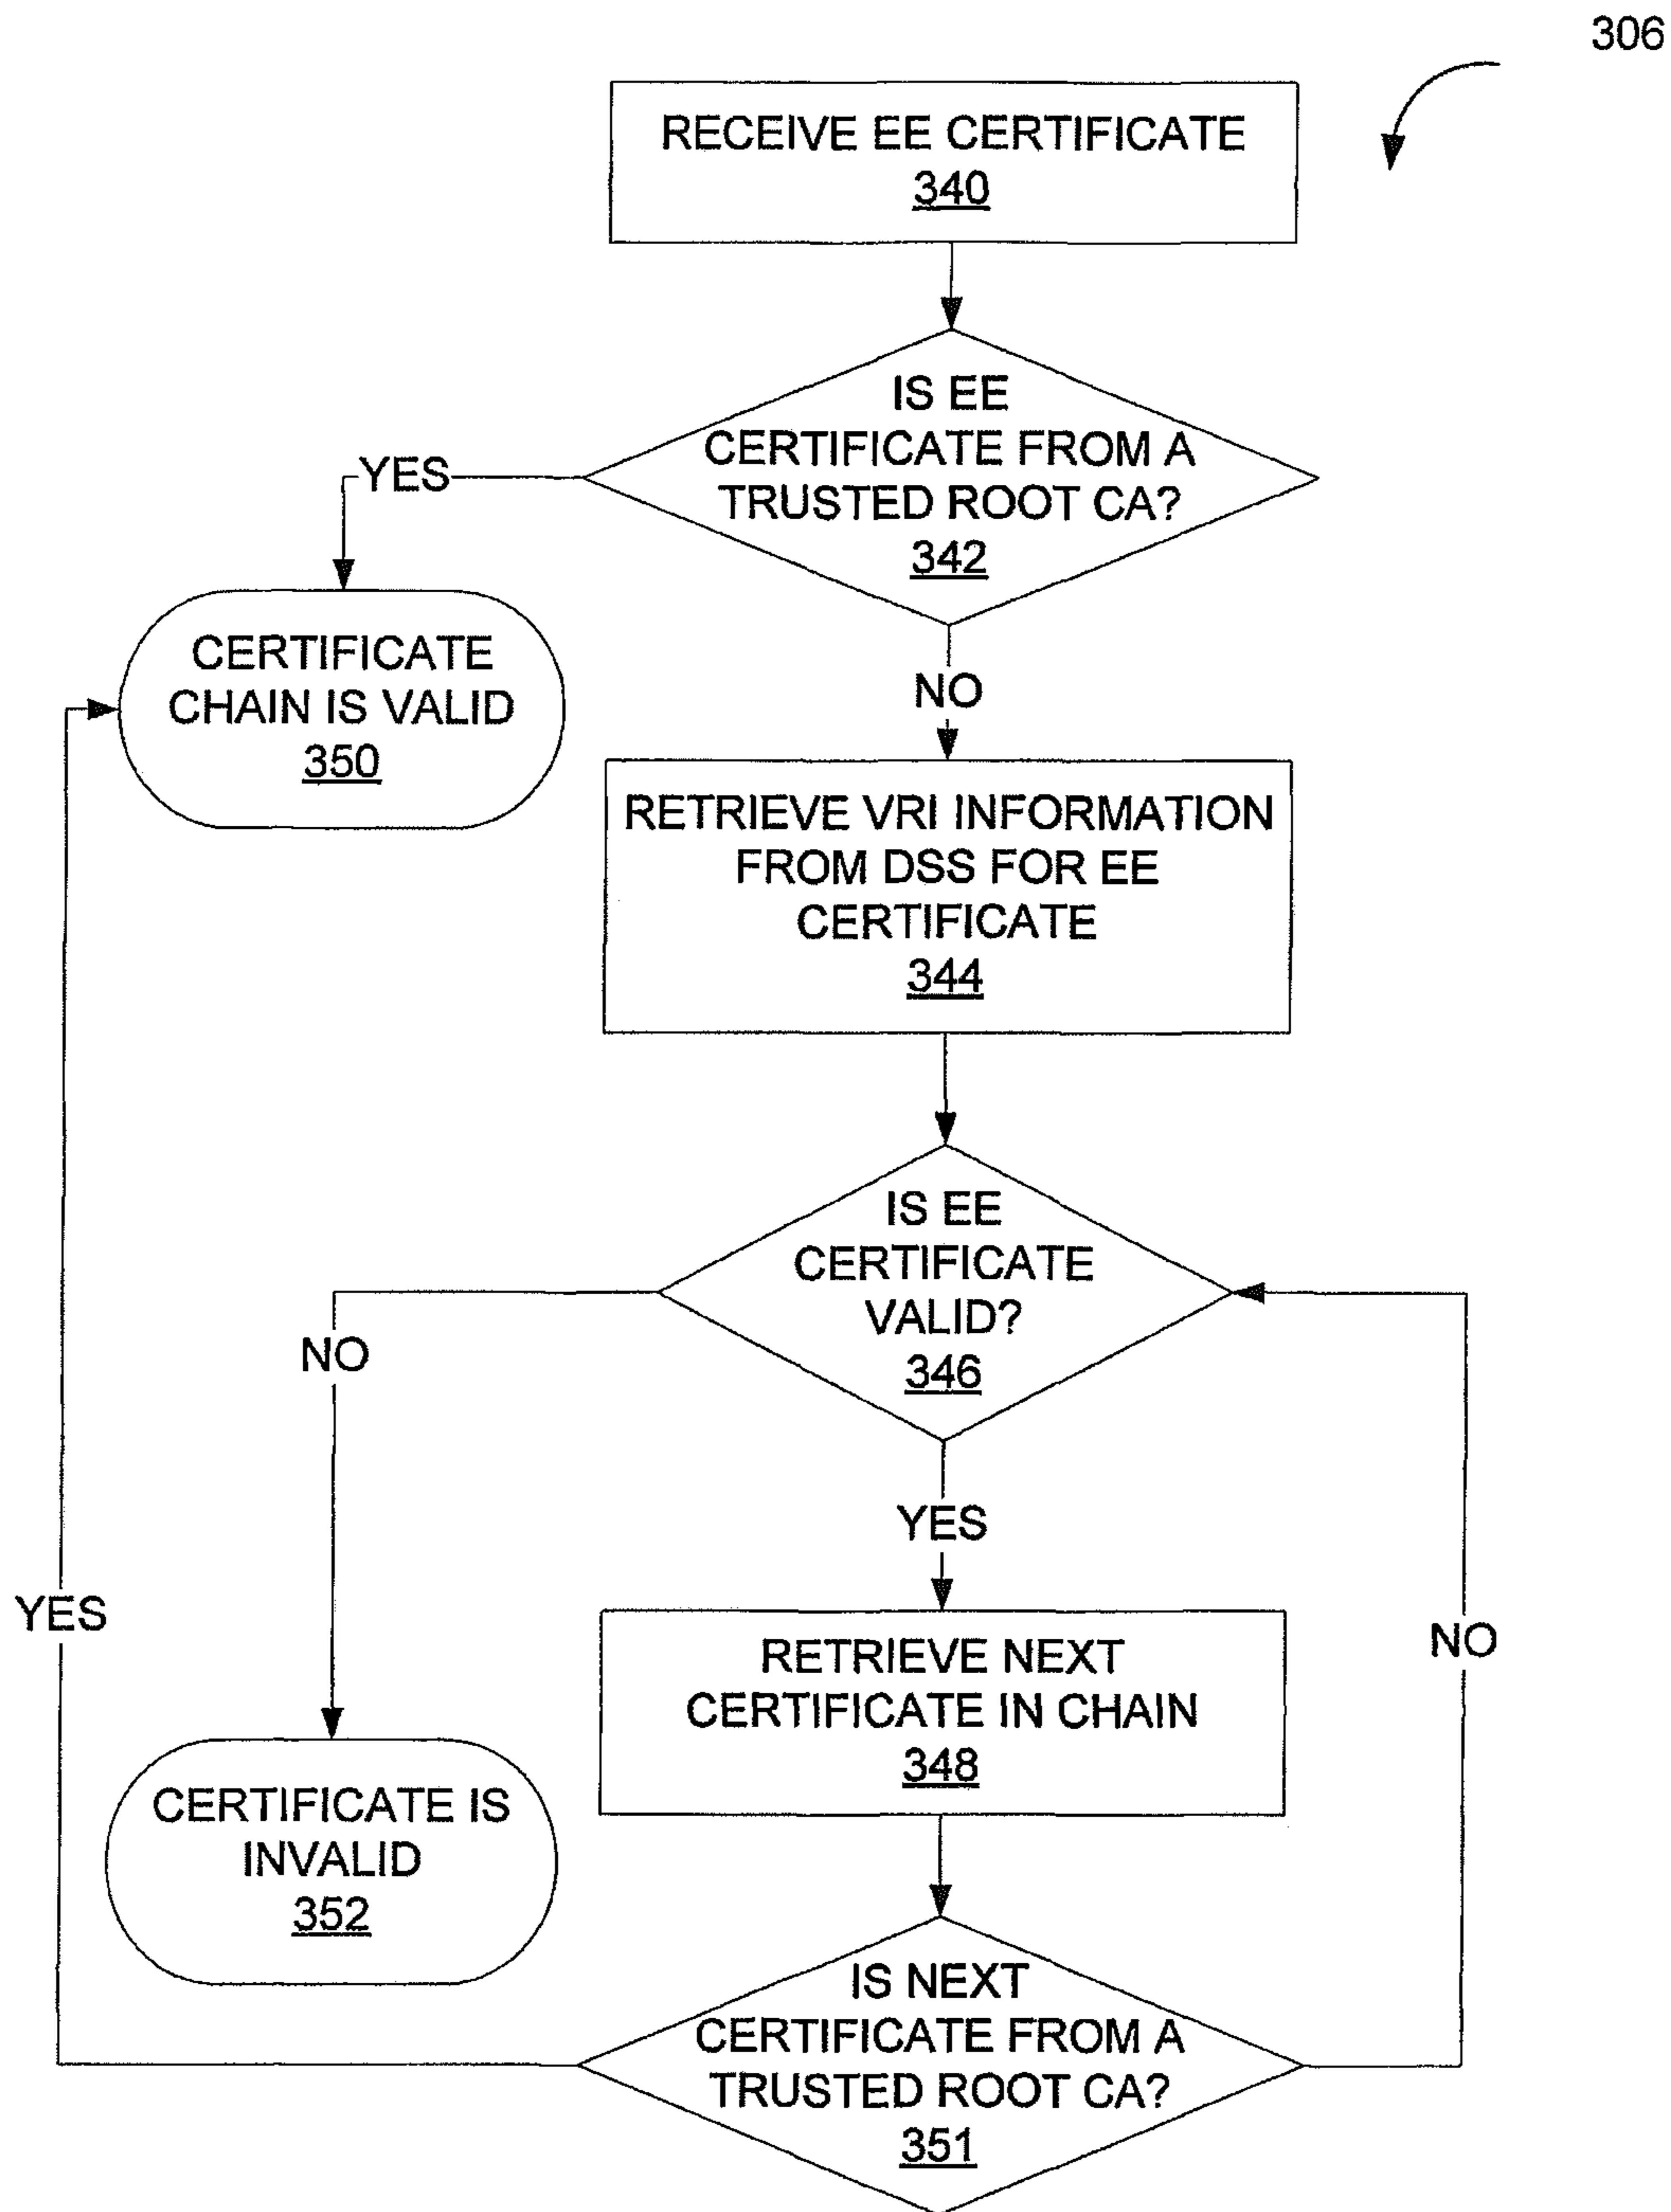 306
RECEIVE EE CERTIFICATE
340
IS EE
CERTIFICATE FROM A
TRUSTED ROOT CA?
342
YES
CERTIFICATE
CHAIN IS VALID
350
NO
RETRIEVE VRI INFORMATION
FROM DSS FOR EE
CERTIFICATE
344
IS EE
CERTIFICATE
VALID?
346
NO
YES
YES
RETRIEVE NEXT
CERTIFICATE IN CHAIN
348
NO
CERTIFICATE IS
INVALID
352
IS NEXT
CERTIFICATE FROM A
TRUSTED ROOT CA?
351